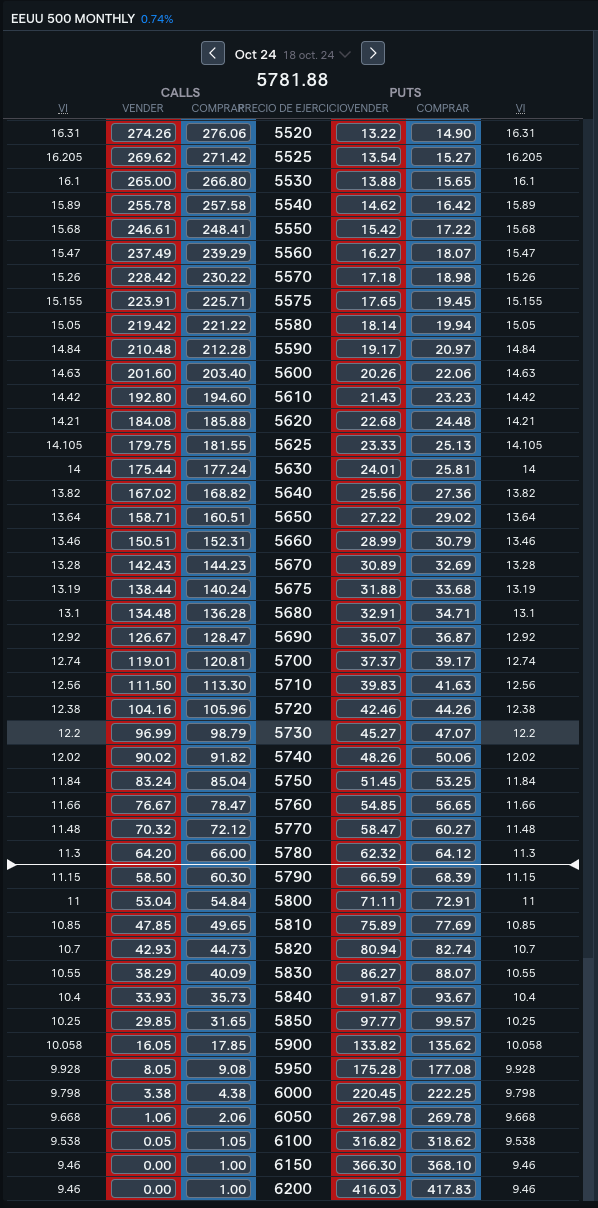 EEUU 500 MONTHLY 0.74%
Oct 24 18 oct. 24
5781.88
CALLS PUTS
VI VENDER COMPRAR PRECIO DE EJERCICIO VENDER COMPRAR VI
16.31 274.26 276.06 5520 13.22 14.90 16.31
16.205 269.62 271.42 5525 13.54 15.27 16.205
16.1 265.00 266.80 5530 13.88 15.65 16.1
15.89 255.78 257.58 5540 14.62 16.42 15.89
15.68 246.61 248.41 5550 15.42 17.22 15.68
15.47 237.49 239.29 5560 16.27 18.07 15.47
15.26 228.42 230.22 5570 17.18 18.98 15.26
15.155 223.91 225.71 5575 17.65 19.45 15.155
15.05 219.42 221.22 5580 18.14 19.94 15.05
14.84 210.48 212.28 5590 19.17 20.97 14.84
14.63 201.60 203.40 5600 20.26 22.06 14.63
14.42 192.80 194.60 5610 21.43 23.23 14.42
14.21 184.08 185.88 5620 22.68 24.48 14.21
14.105 179.75 181.55 5625 23.33 25.13 14.105
14 175.44 177.24 5630 24.01 25.81 14
13.82 167.02 168.82 5640 25.56 27.36 13.82
13.64 158.71 160.51 5650 27.22 29.02 13.64
13.46 150.51 152.31 5660 28.99 30.79 13.46
13.28 142.43 144.23 5670 30.89 32.69 13.28
13.19 138.44 140.24 5675 31.88 33.68 13.19
13.1 134.48 136.28 5680 32.91 34.71 13.1
12.92 126.67 128.47 5690 35.07 36.87 12.92
12.74 119.01 120.81 5700 37.37 39.17 12.74
12.56 111.50 113.30 5710 39.83 41.63 12.56
12.38 104.16 105.96 5720 42.46 44.26 12.38
12.2 96.99 98.79 5730 45.27 47.07 12.2
12.02 90.02 91.82 5740 48.26 50.06 12.02
11.84 83.24 85.04 5750 51.45 53.25 11.84
11.66 76.67 78.47 5760 54.85 56.65 11.66
11.48 70.32 72.12 5770 58.47 60.27 11.48
11.3 64.20 66.00 5780 62.32 64.12 11.3
11.15 58.50 60.30 5790 66.59 68.39 11.15
11 53.04 54.84 5800 71.11 72.91 11
10.85 47.85 49.65 5810 75.89 77.69 10.85
10.7 42.93 44.73 5820 80.94 82.74 10.7
10.55 38.29 40.09 5830 86.27 88.07 10.55
10.4 33.93 35.73 5840 91.87 93.67 10.4
10.25 29.85 31.65 5850 97.77 99.57 10.25
10.058 16.05 17.85 5900 133.82 135.62 10.058
9.928 8.05 9.08 5950 175.28 177.08 9.928
9.798 3.38 4.38 6000 220.45 222.25 9.798
9.668 1.06 2.06 6050 267.98 269.78 9.668
9.538 0.05 1.05 6100 316.82 318.62 9.538
9.46 0.00 1.00 6150 366.30 368.10 9.46
9.46 0.00 1.00 6200 416.03 417.83 9.46